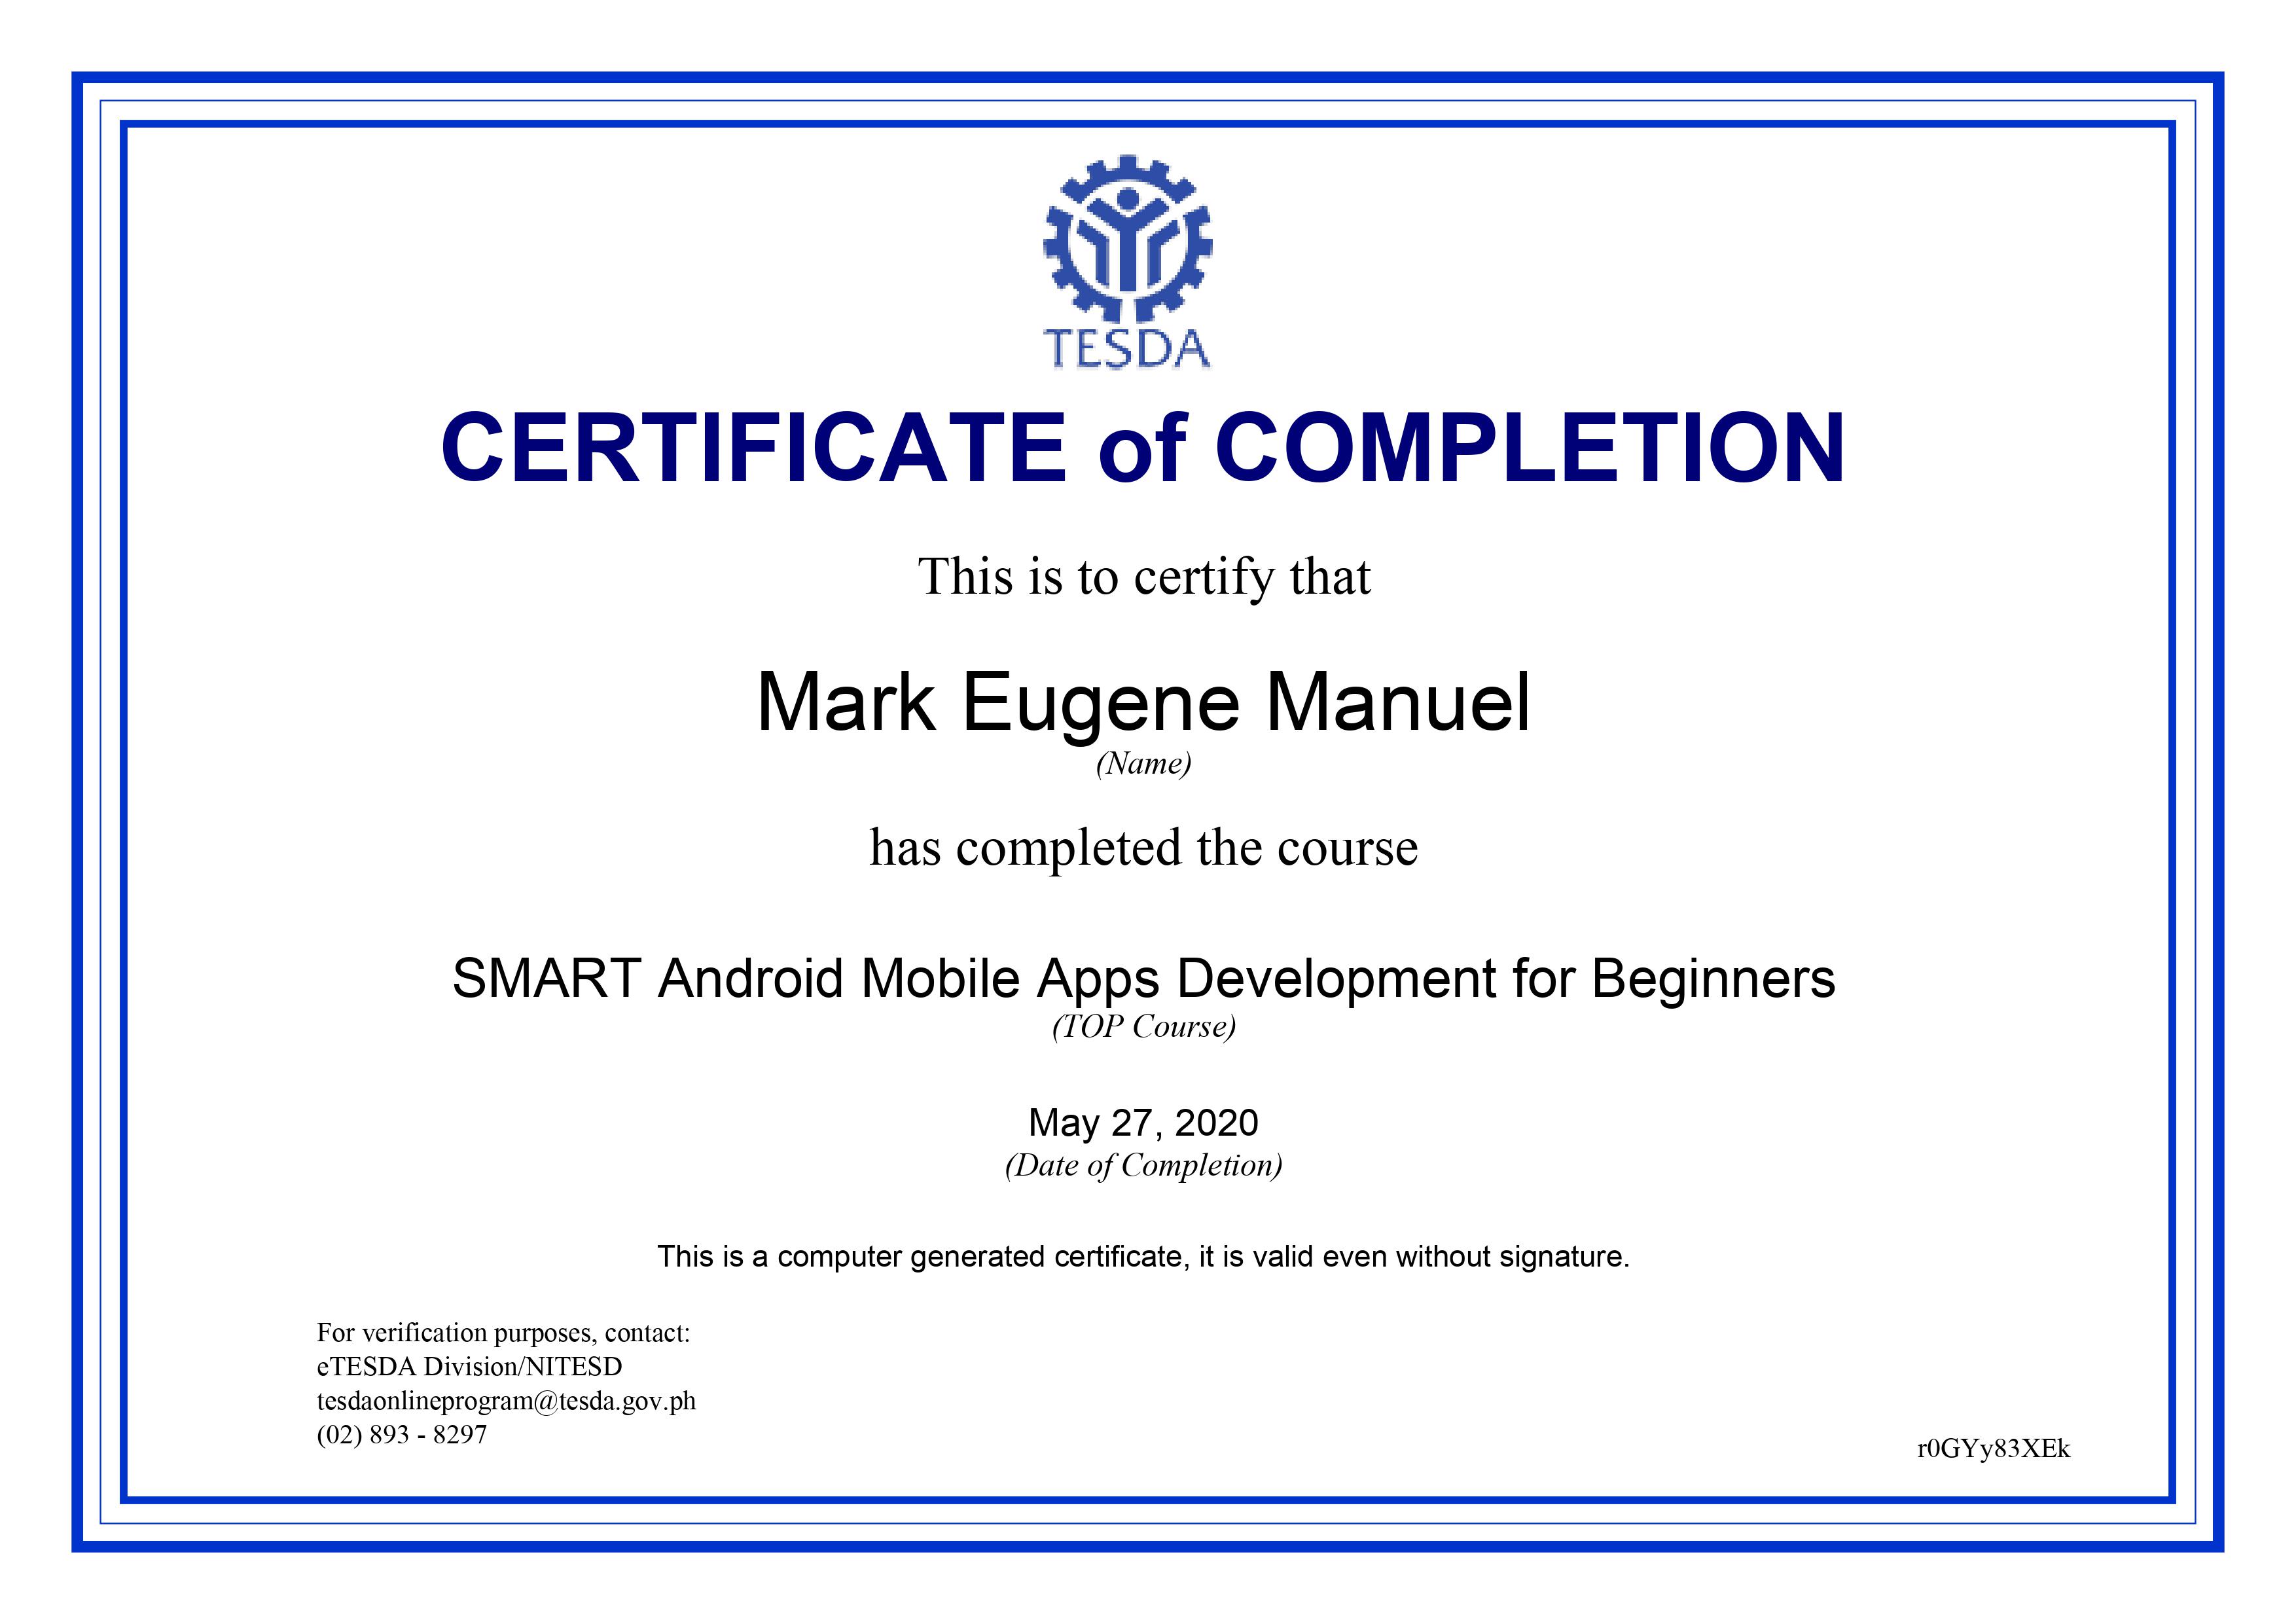 TESDA
CERTIFICATE of COMPLETION
This is to certify that
Mark Eugene Manuel
(Name)
has completed the course
SMART Android Mobile Apps Development for Beginners
(TOP Course)
May 27, 2020
(Date of Completion)
This is a computer generated certificate, it is valid even without signature.
For verification purposes, contact:
eTESDA Division/NITESD
tesdaonlineprogram@tesda.gov.ph
(02) 893 - 8297
r0GYy83XEk